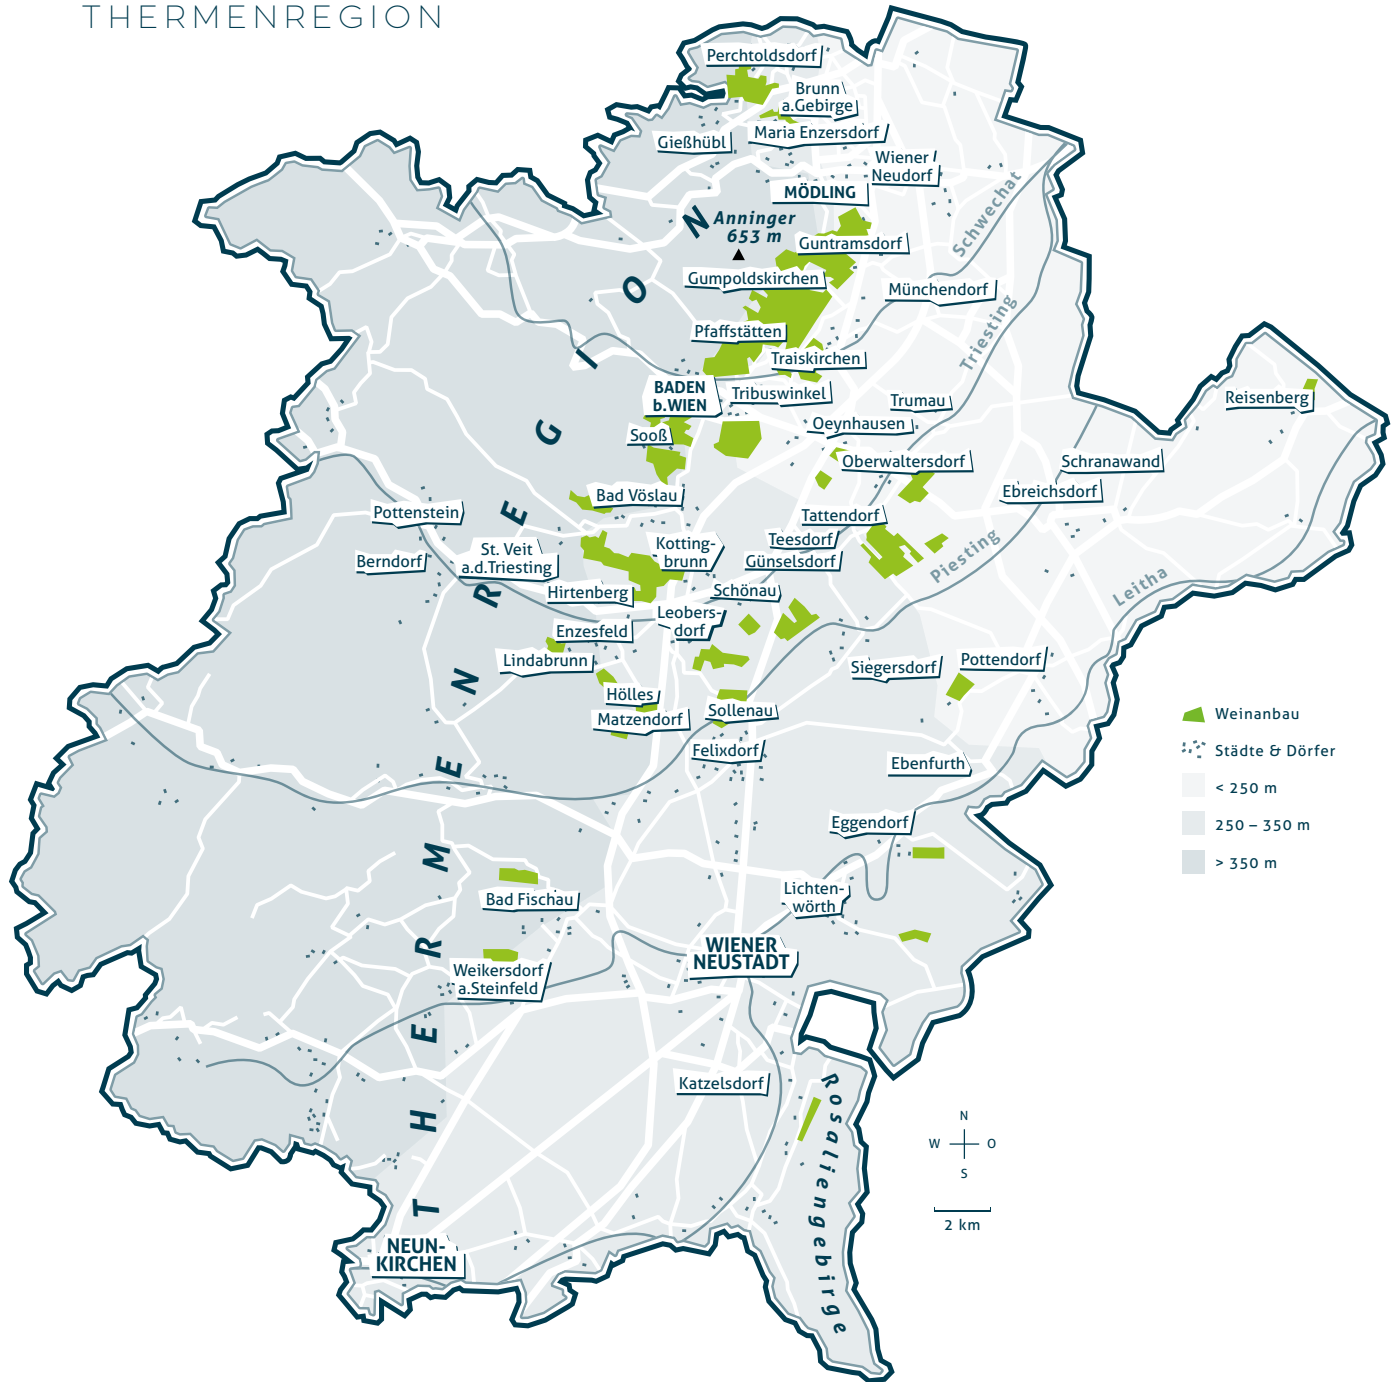 THERMENREGION
Perchtoldsdorf
Brunn
a.Gebirge
Maria Enzersdorf
Gießhübl
Wiener
Neudorf
MÖDLING
Schwechat
Anninger
653 m
Guntramsdorf
Gumpoldskirchen
Münchendorf
Triesting
Pfaffstätten
Traiskirchen
BADEN
b.WIEN
Tribuswinkel
Trumau
Reisenberg
Oeynhausen
Sooß
Oberwaltersdorf
Schranawand
Bad Vöslau
Ebreichsdorf
Pottenstein
Tattendorf
Teesdorf
Kotting-
brunn
St. Veit
a.d.Triesting
Berndorf
Günselsdorf
Piesting
Leitha
Hirtenberg
Schönau
Leobers-
dorf
Enzesfeld
Lindabrunn
Siegersdorf
Pottendorf
Hölles
Matzendorf
Sollenau
Felixdorf
Ebenfurth
Eggendorf
Bad Fischau
Lichten-
wörth
WIENER
NEUSTADT
Weikersdorf
a.Steinfeld
Katzelsdorf
Rosaliengebirge
NEUN-
KIRCHEN
THERMENREGION
Weinanbau
Städte & Dörfer
< 250 m
250 – 350 m
> 350 m
N
W O
S
2 km